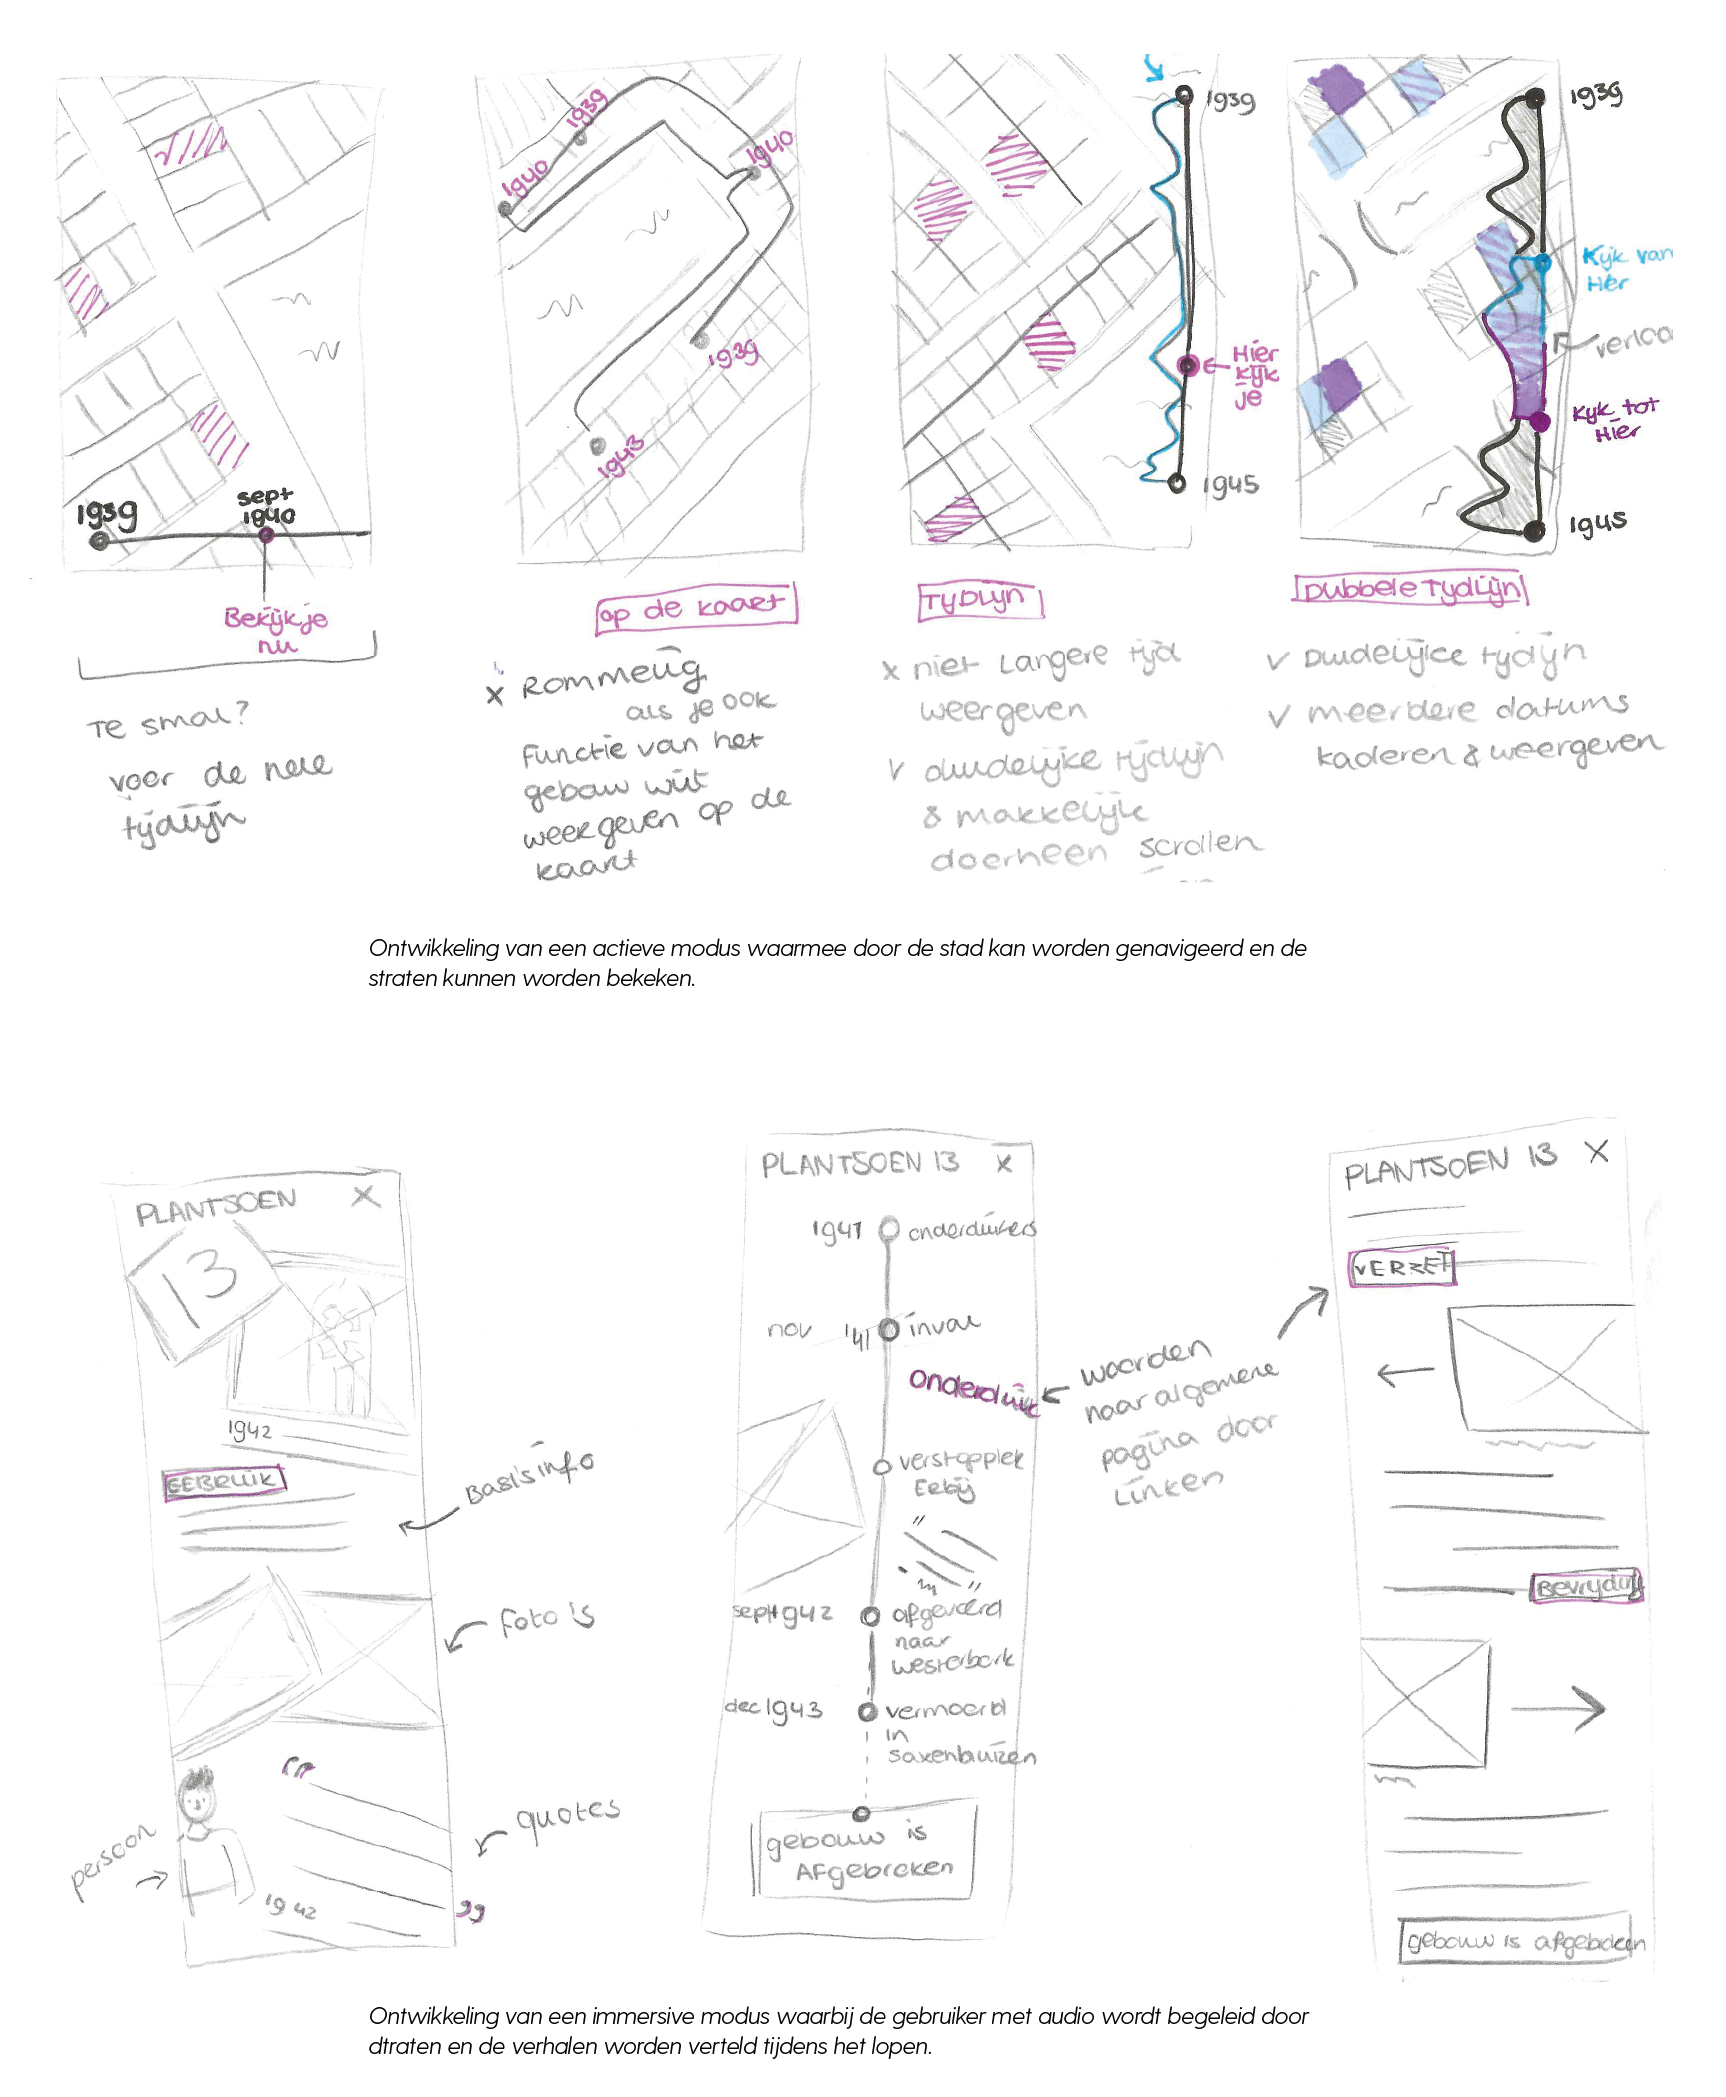 1939
sept
1940
Bekijk je
nu
Te smal?
voor de hele
tijdlijn
1939
1940
1940
1939
1943
op de kaart
x Rommelig
als je ook
functie van het
gebouw wilt
weergeven op de
kaart
1939
Hier
kijk
je
1945
Tijdlijn
x niet langere tijd
weergeven
v duidelijke tijdlijn
& makkelijk
doorheen scrollen
1939
Kijk van
Hier
Kijk tot
Hier
1945
Dubbele Tijdlijn
v Duidelijke tijdlijn
v meerdere datums
kaderen & weergeven
Ontwikkeling van een actieve modus waarmee door de stad kan worden genavigeerd en de
straten kunnen worden bekeken.
PLANTSOEN X
13
1942
Basisinfo
foto's
persoon
quotes
1942
PLANTSOEN 13 x
1941 onderduikers
nov '41 inval
onderduik
verstopplek
Eebij
sept 1942 afgevoerd
naar
westerbork
dec 1943 vermoord
in
saxenhuizen
gebouw is
Afgebroken
woorden
naar algemene
pagina door
linken
PLANTSOEN 13 X
VERZET
Bevrijding
gebouw is afgebroken
Ontwikkeling van een immersive modus waarbij de gebruiker met audio wordt begeleid door
dtraten en de verhalen worden verteld tijdens het lopen.